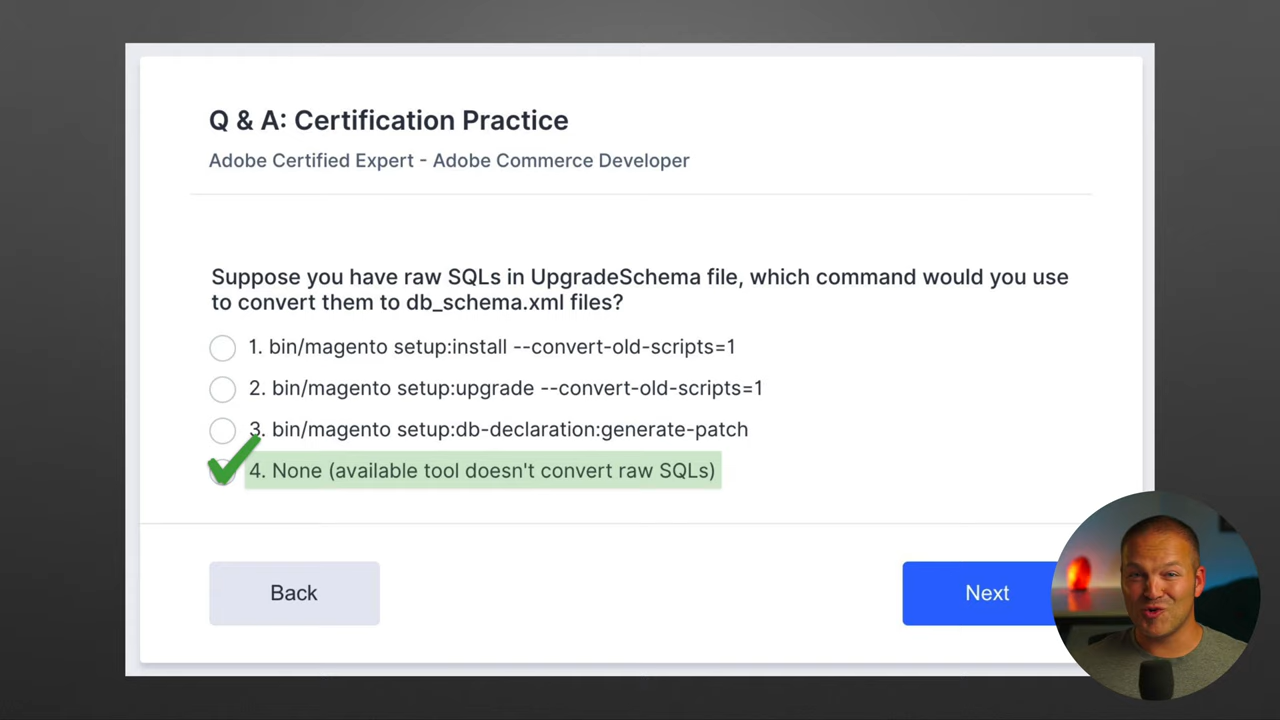 Q & A: Certification Practice
Adobe Certified Expert - Adobe Commerce Developer
Suppose you have raw SQLs in UpgradeSchema file, which command would you use
to convert them to db_schema.xml files?
1. bin/magento setup:install --convert-old-scripts=1
2. bin/magento setup:upgrade --convert-old-scripts=1
3. bin/magento setup:db-declaration:generate-patch
4. None (available tool doesn't convert raw SQLs)
Back
Next